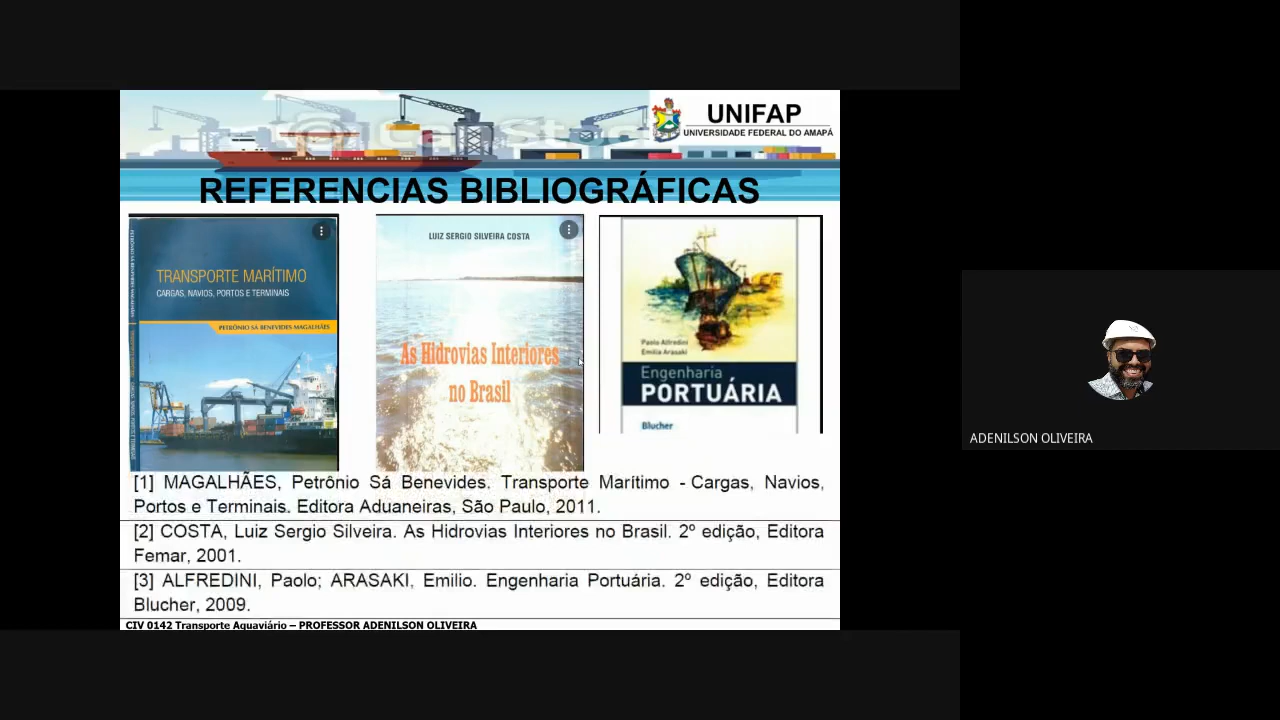 UNIFAP
UNIVERSIDADE FEDERAL DO AMAPÁ
REFERENCIAS BIBLIOGRÁFICAS
TRANSPORTE MARÍTIMO
CARGAS, NAVIOS, PORTOS E TERMINAIS
PETRÔNIO SÁ BENEVIDES MAGALHÃES
LUIZ SERGIO SILVEIRA COSTA
As Hidrovias Interiores
no Brasil
Paolo Alfredini
Emilia Arasaki
Engenharia
PORTUÁRIA
Blucher
[1] MAGALHÃES, Petrônio Sá Benevides. Transporte Marítimo - Cargas, Navios,
Portos e Terminais. Editora Aduaneiras, São Paulo, 2011.
[2] COSTA, Luiz Sergio Silveira. As Hidrovias Interiores no Brasil. 2º edição, Editora
Femar, 2001.
[3] ALFREDINI, Paolo; ARASAKI, Emilio. Engenharia Portuária. 2º edição, Editora
Blucher, 2009.
CIV 0142 Transporte Aquaviário – PROFESSOR ADENILSON OLIVEIRA
ADENILSON OLIVEIRA